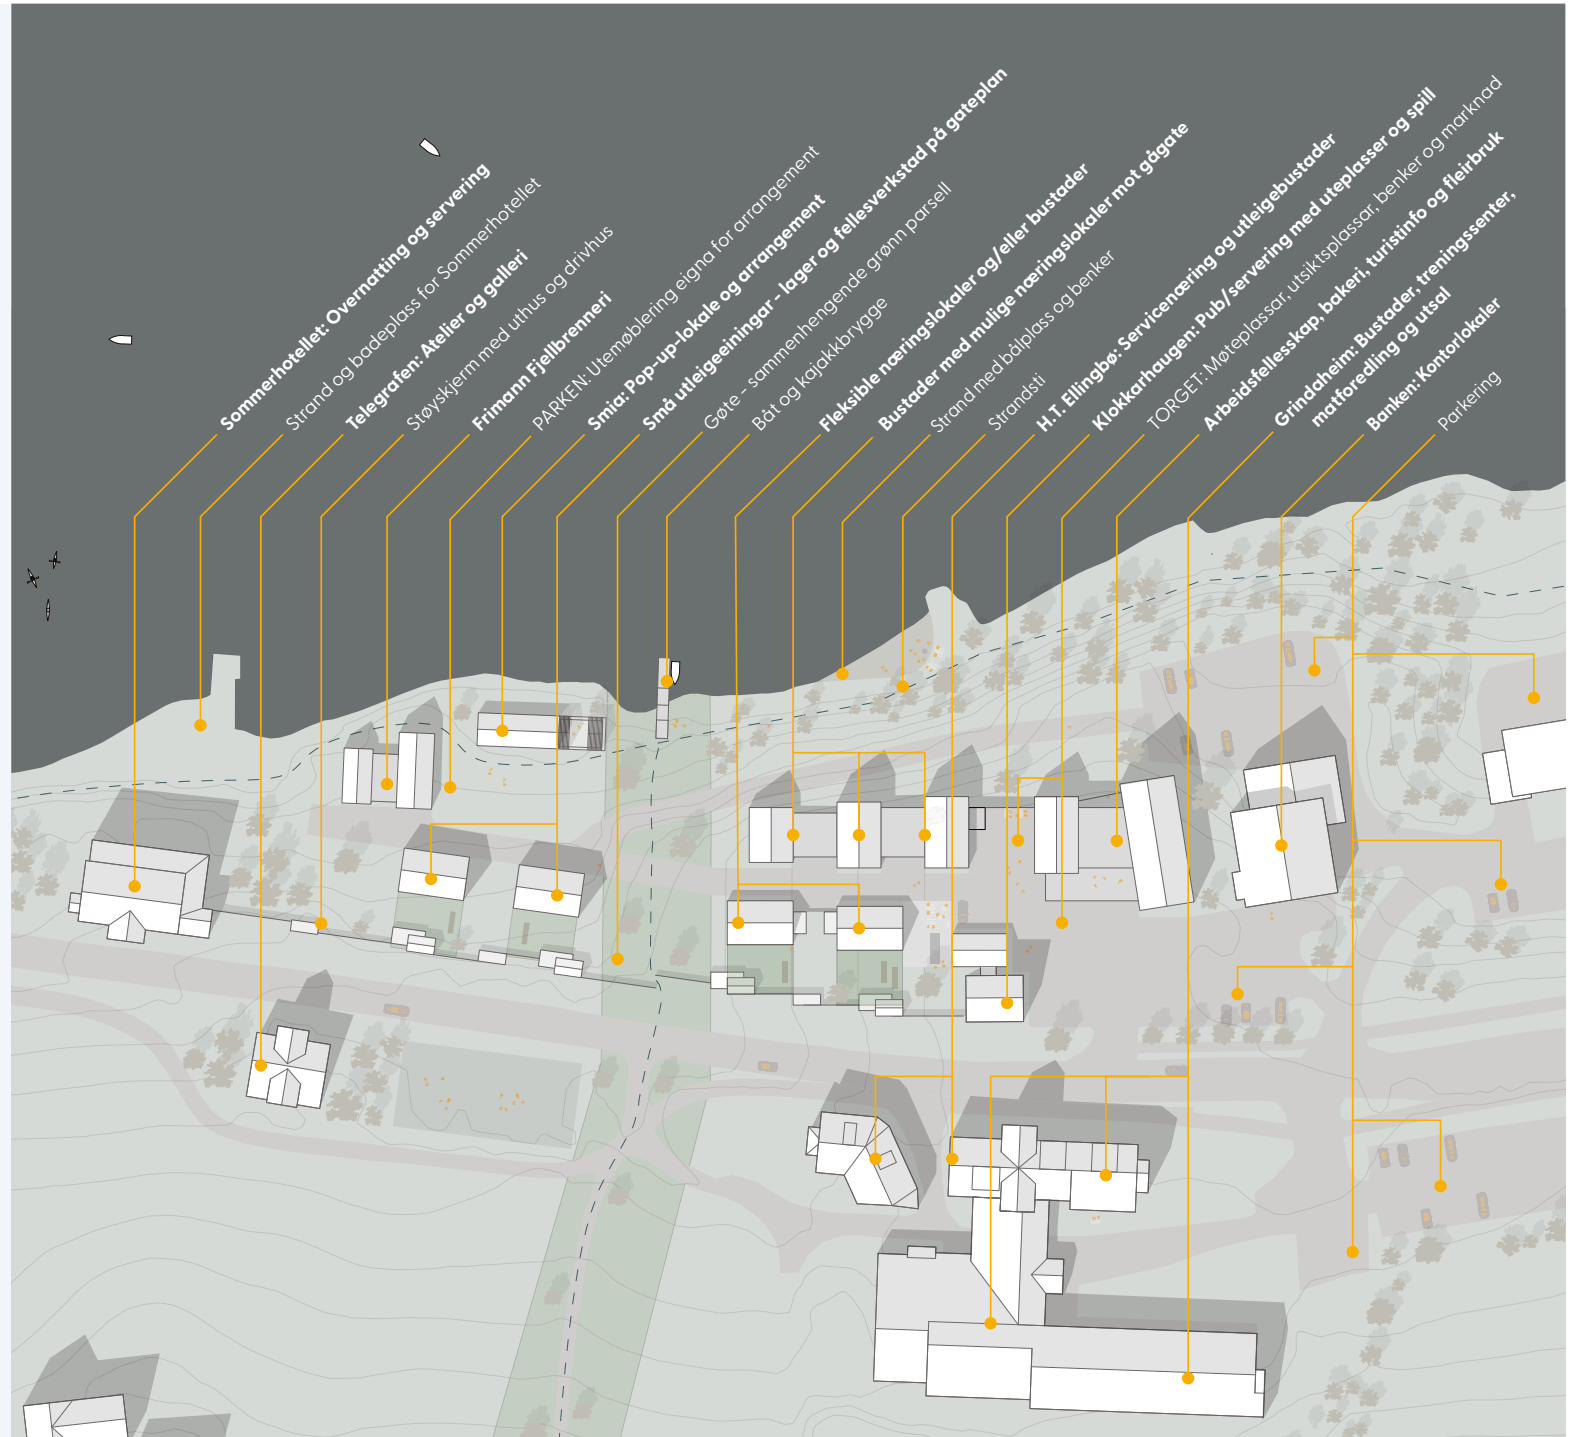 Sommerhotellet: Overnatting og servering
Strand og badeplass for Sommerhotellet
Telegrafen: Atelier og galleri
Støyskjerm med uthus og drivhus
Frimann Fjellbrenneri
PARKEN: Utemøblering eigna for arrangement
Smia: Pop-up-lokale og arrangement
Små utleigeeiningar - lager og fellesverkstad på gateplan
Gøte - sammenhengende grønn parsell
Båt og kajakkbrygge
Fleksible næringslokaler og/eller bustader
Bustader med mulige næringslokaler mot gågate
Strand med bålplass og benker
Strandsti
H.T. Ellingbø: Servicenæring og utleigebustader
Klokkarhaugen: Pub/servering med uteplasser og spill
TORGET: Møteplassar, utsiktsplassar, benker og marknad
Arbeidsfellesskap, bakeri, turistinfo og fleirbruk
Grindaheim: Bustader, treningssenter,
matforedling og utsal
Banken: Kontorlokaler
Parkering